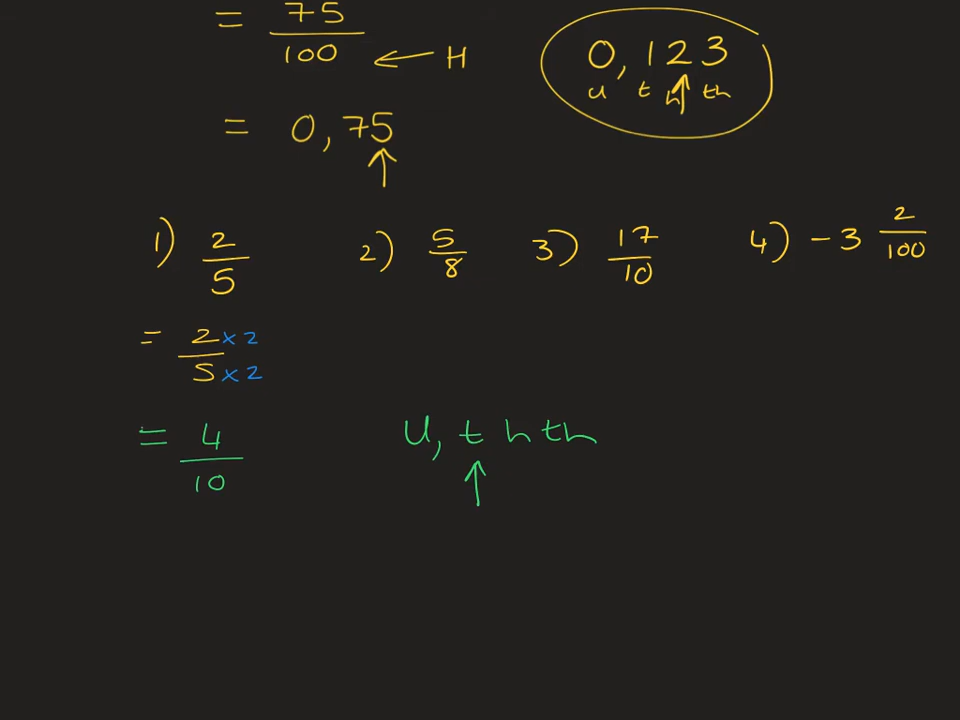 = 75/100 ← H
0,123
u t h th
= 0,75
1) 2/5 2) 5/8 3) 17/10 4) -3 2/100
= 2×2/5×2
= 4/10 U, t h th